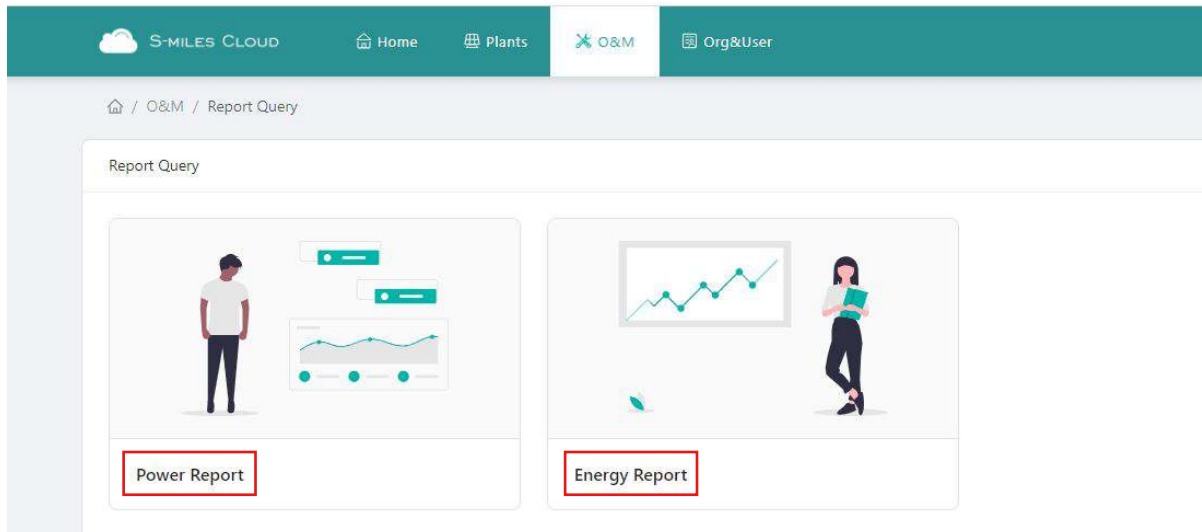 S-MILES CLOUD Home Plants O&M Org&User
/ O&M / Report Query
Report Query
Power Report Energy Report